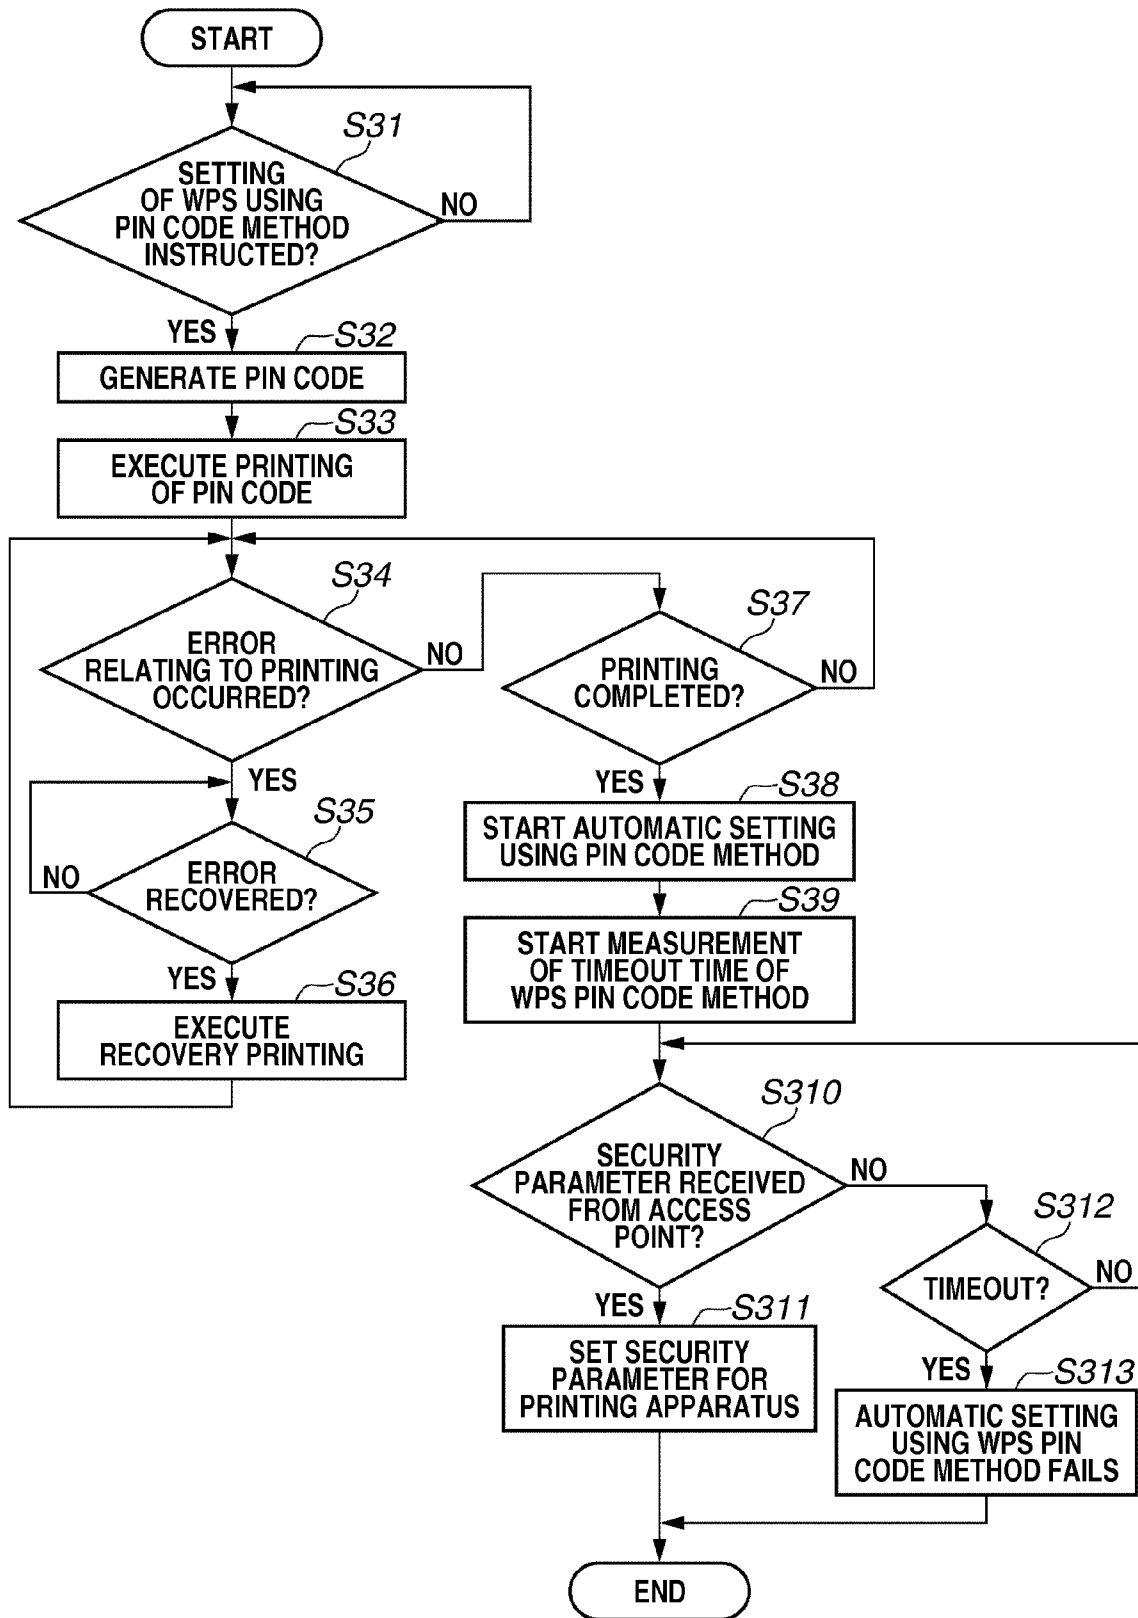 START
S31
SETTING
OF WPS USING
PIN CODE METHOD
INSTRUCTED?
NO
YES
S32
GENERATE PIN CODE
S33
EXECUTE PRINTING
OF PIN CODE
S34
ERROR
RELATING TO PRINTING
OCCURRED?
NO
YES
S35
ERROR
RECOVERED?
NO
YES
S36
EXECUTE
RECOVERY PRINTING
S37
PRINTING
COMPLETED?
NO
YES
S38
START AUTOMATIC SETTING
USING PIN CODE METHOD
S39
START MEASUREMENT
OF TIMEOUT TIME OF
WPS PIN CODE METHOD
S310
SECURITY
PARAMETER RECEIVED
FROM ACCESS
POINT?
NO
YES
S311
SET SECURITY
PARAMETER FOR
PRINTING APPARATUS
S312
TIMEOUT?
NO
YES
S313
AUTOMATIC SETTING
USING WPS PIN
CODE METHOD FAILS
END